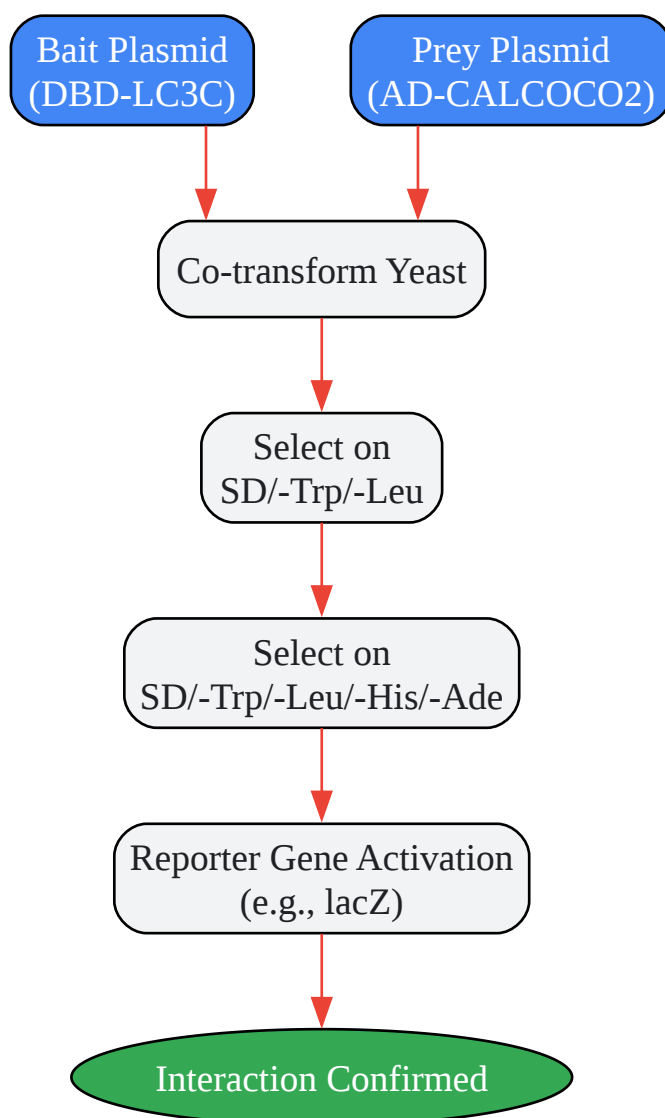 Bait Plasmid
(DBD-LC3C)
Prey Plasmid
(AD-CALCOCO2)
Co-transform Yeast
Select on
SD/-Trp/-Leu
Select on
SD/-Trp/-Leu/-His/-Ade
Reporter Gene Activation
(e.g., lacZ)
Interaction Confirmed